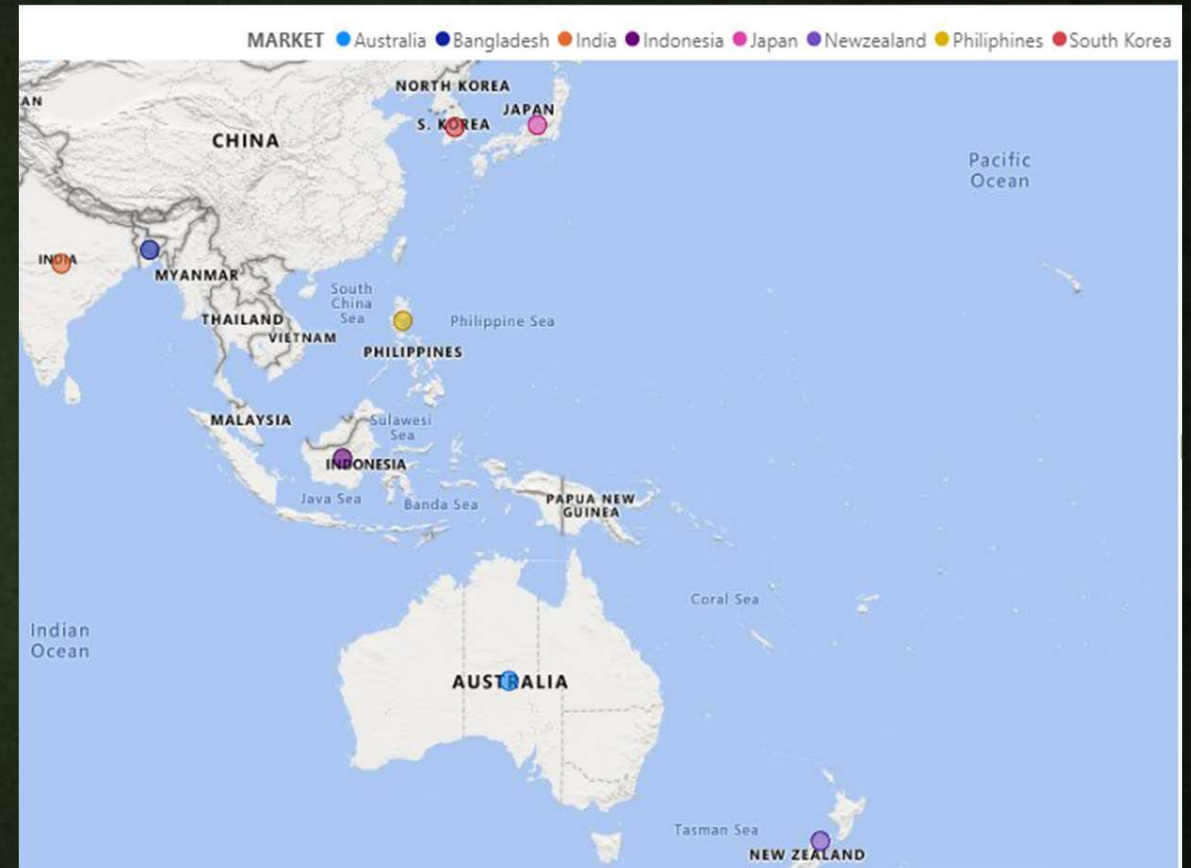 MARKET Australia Bangladesh India Indonesia Japan Newzealand Philiphines South Korea
NORTH KOREA
AN
JAPAN
S. KOREA
CHINA
Pacific
Ocean
INDIA
MYANMAR
South
China
Sea
THAILAND
Philippine Sea
VIETNAM
PHILIPPINES
MALAYSIA
Sulawesi
Sea
INDONESIA
Java Sea
Banda Sea
PAPUA NEW
GUINEA
Coral Sea
Indian
Ocean
AUSTRALIA
Tasman Sea
NEW ZEALAND